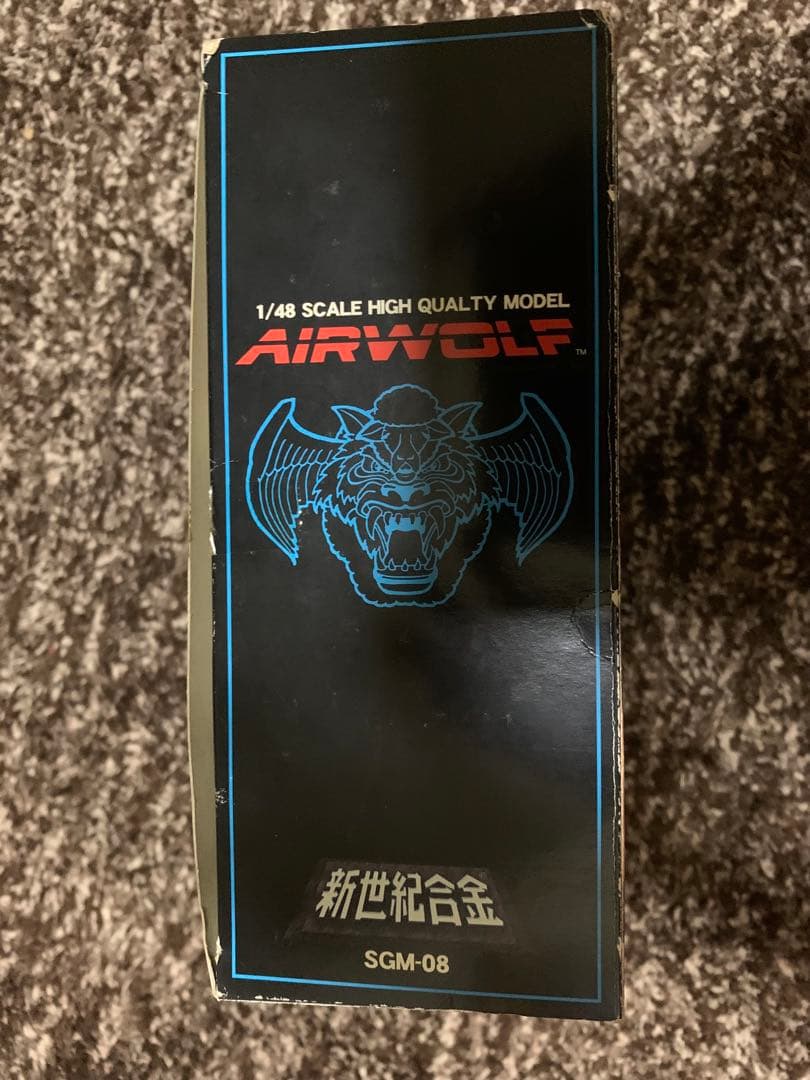 1/48 SCALE HIGH QUALTY MODEL
AIRWOLF™
新世紀合金
SGM-08